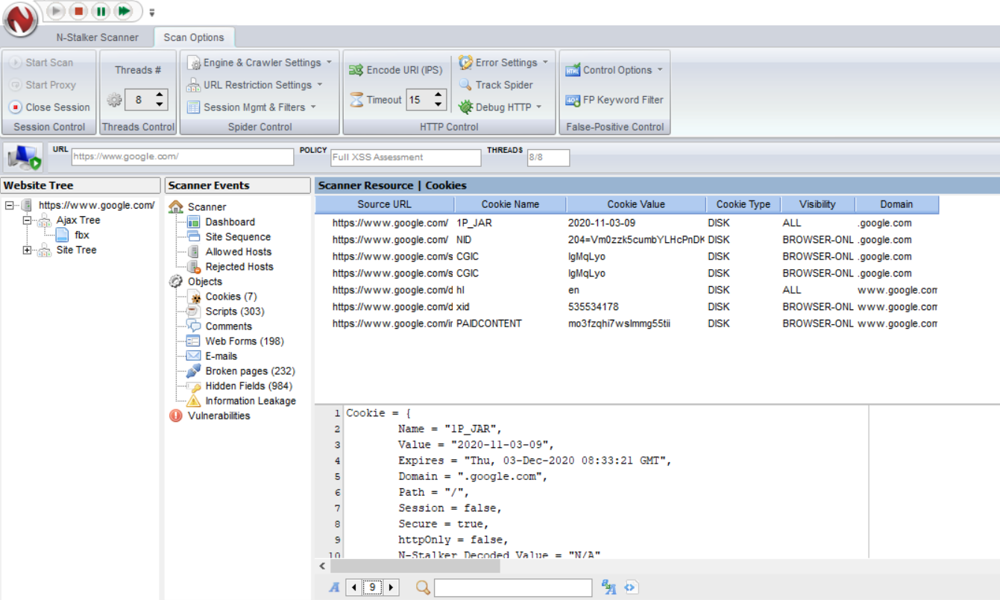 N-Stalker Scanner Scan Options
Start Scan
Start Proxy
Close Session
Session Control
Threads #
8
Threads Control
Engine & Crawler Settings
URL Restriction Settings
Session Mgmt & Filters
Spider Control
Encode URI (IPS)
Timeout 15
Error Settings
Track Spider
Debug HTTP
HTTP Control
Control Options
FP Keyword Filter
False-Positive Control
URL https://www.google.com/ POLICY Full XSS Assessment THREADS 8/8
Website Tree
https://www.google.com/
Ajax Tree
fbx
Site Tree
Scanner Events
Scanner
Dashboard
Site Sequence
Allowed Hosts
Rejected Hosts
Objects
Cookies (7)
Scripts (303)
Comments
Web Forms (198)
E-mails
Broken pages (232)
Hidden Fields (984)
Information Leakage
Vulnerabilities
Scanner Resource | Cookies
Source URL Cookie Name Cookie Value Cookie Type Visibility Domain
https://www.google.com/ 1P_JAR 2020-11-03-09 DISK ALL .google.com
https://www.google.com/ NID 204=Vm0zzk5cumbYLHcPnDK DISK BROWSER-ONL .google.com
https://www.google.com/s CGIC IgMqLyo DISK BROWSER-ONL .google.com
https://www.google.com/s CGIC IgMqLyo DISK BROWSER-ONL .google.com
https://www.google.com/d hl en DISK ALL www.google.com
https://www.google.com/d xid 535534178 DISK BROWSER-ONL www.google.com
https://www.google.com/ir PAIDCONTENT mo3fzqhi7wslmmg55tii DISK BROWSER-ONL www.google.com
1 Cookie = {
2 Name = "1P_JAR",
3 Value = "2020-11-03-09",
4 Expires = "Thu, 03-Dec-2020 08:33:21 GMT",
5 Domain = ".google.com",
6 Path = "/",
7 Session = false,
8 Secure = true,
9 httpOnly = false,
10 N-Stalker Decoded Value = "N/A"
9